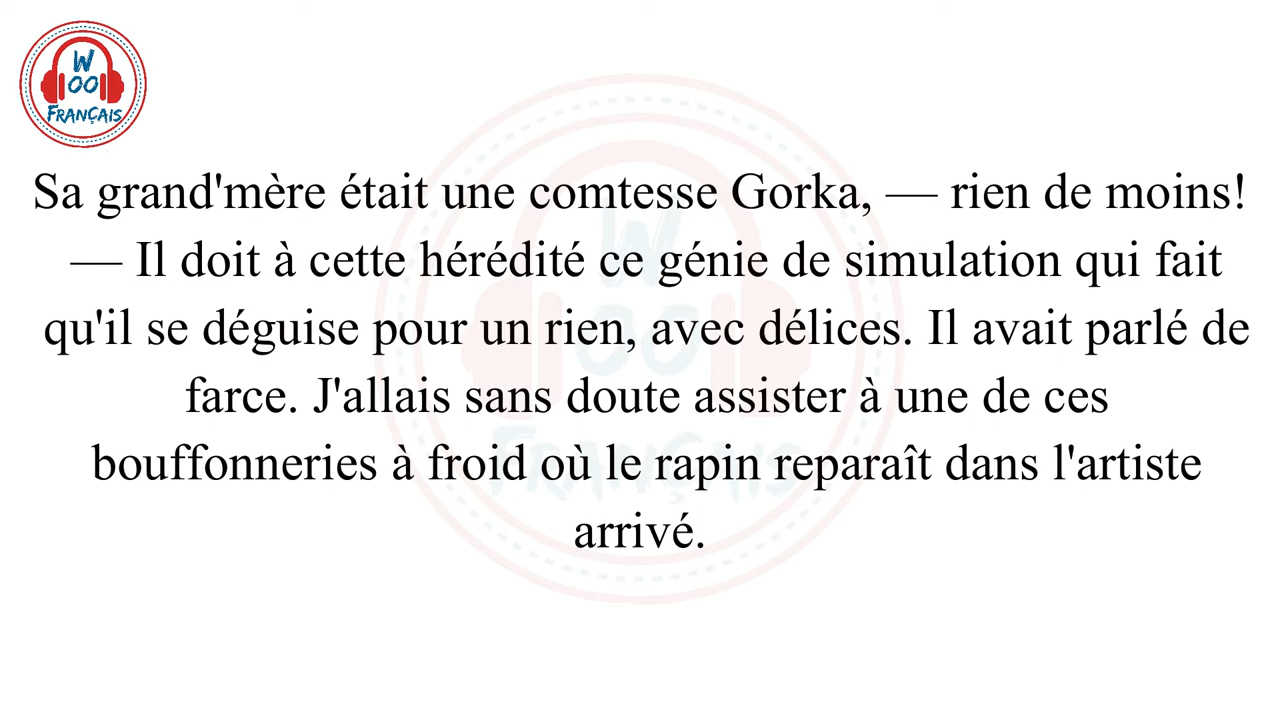 W
OO
FRANÇAIS
Sa grand'mère était une comtesse Gorka, — rien de moins!
— Il doit à cette hérédité ce génie de simulation qui fait
qu'il se déguise pour un rien, avec délices. Il avait parlé de
farce. J'allais sans doute assister à une de ces
bouffonneries à froid où le rapin reparaît dans l'artiste
arrivé.
W
OO
FRANÇAIS